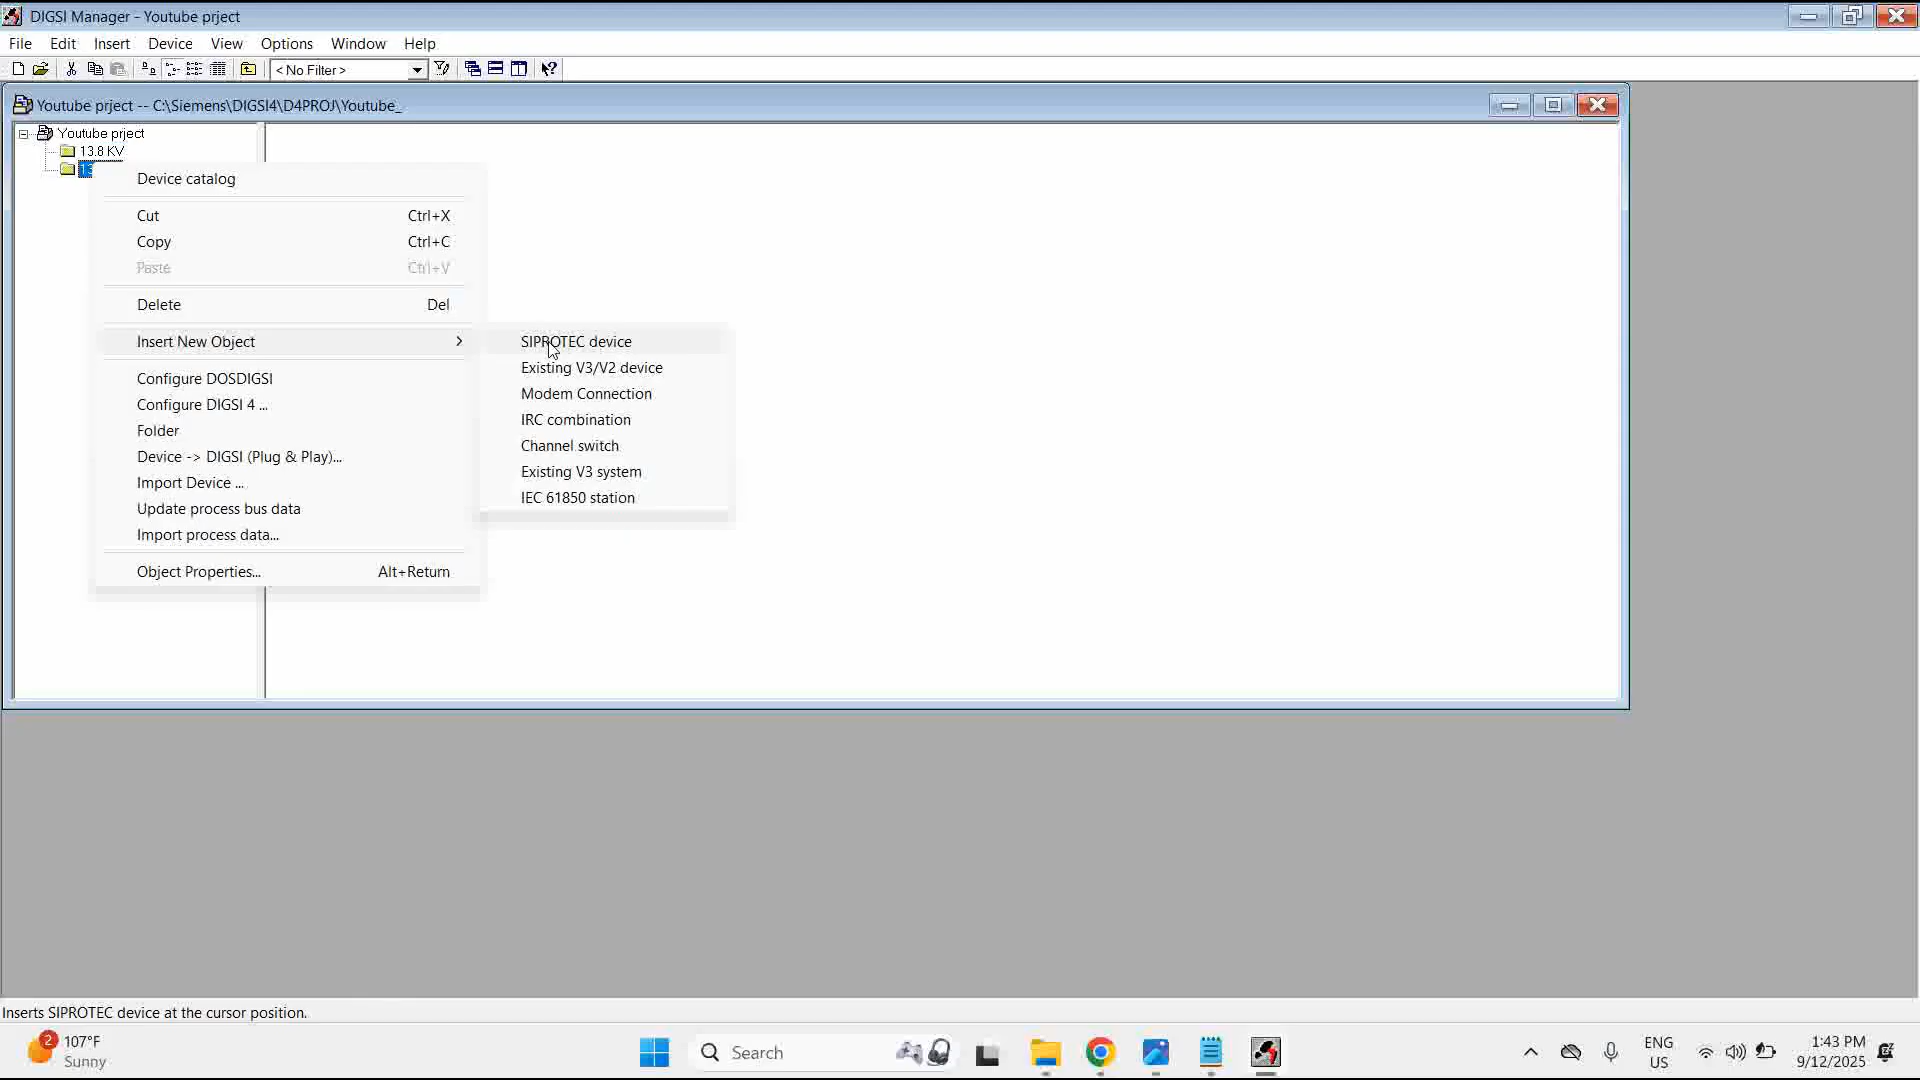 DIGSI Manager - Youtube prject
File Edit Insert Device View Options Window Help
< No Filter >
Youtube prject -- C:\Siemens\DIGSI4\D4PROJ\Youtube_
Youtube prject
13.8 KV
Device catalog
Cut Ctrl+X
Copy Ctrl+C
Paste Ctrl+V
Delete Del
Insert New Object
Configure DOSDIGSI
Configure DIGSI 4 ...
Folder
Device -> DIGSI (Plug & Play)...
Import Device ...
Update process bus data
Import process data...
Object Properties... Alt+Return
SIPROTEC device
Existing V3/V2 device
Modem Connection
IRC combination
Channel switch
Existing V3 system
IEC 61850 station
Inserts SIPROTEC device at the cursor position.
2
107°F
Sunny
Search
ENG
US
1:43 PM
9/12/2025